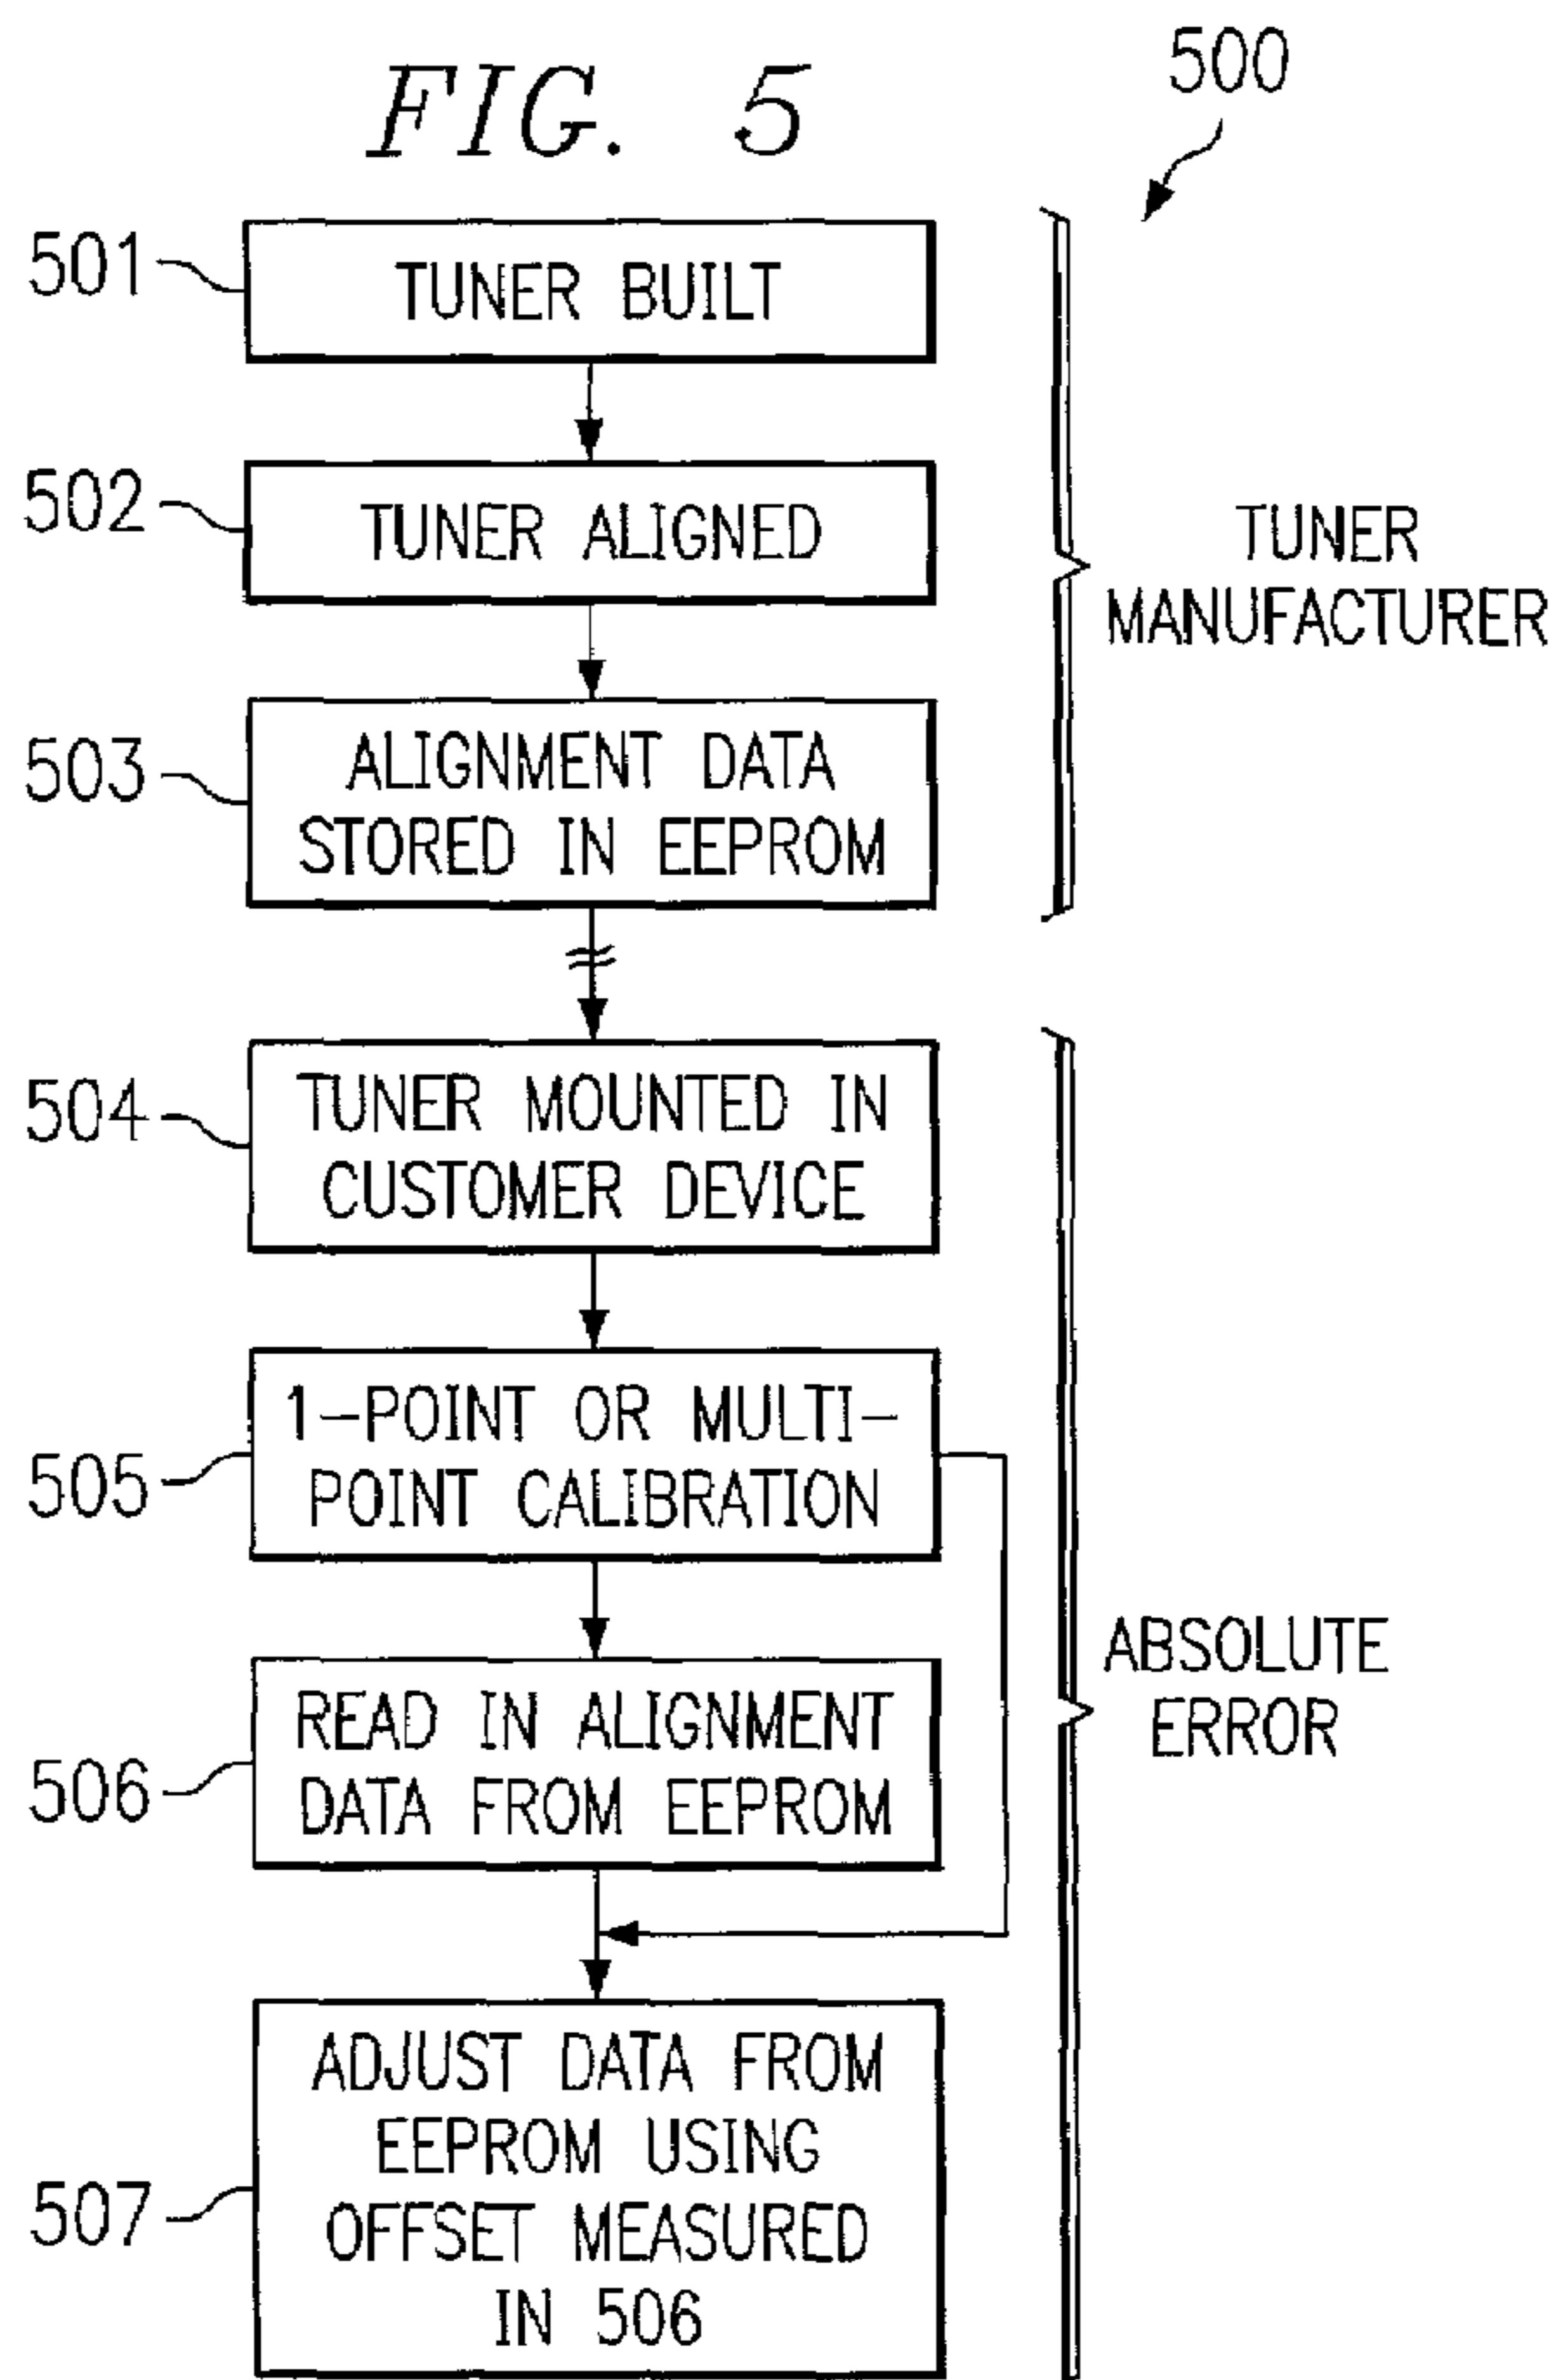 FIG. 5
500
501
TUNER BUILT
502
TUNER ALIGNED
TUNER
MANUFACTURER
503
ALIGNMENT DATA
STORED IN EEPROM
504
TUNER MOUNTED IN
CUSTOMER DEVICE
505
1-POINT OR MULTI-
POINT CALIBRATION
506
READ IN ALIGNMENT
DATA FROM EEPROM
ABSOLUTE
ERROR
507
ADJUST DATA FROM
EEPROM USING
OFFSET MEASURED
IN 506